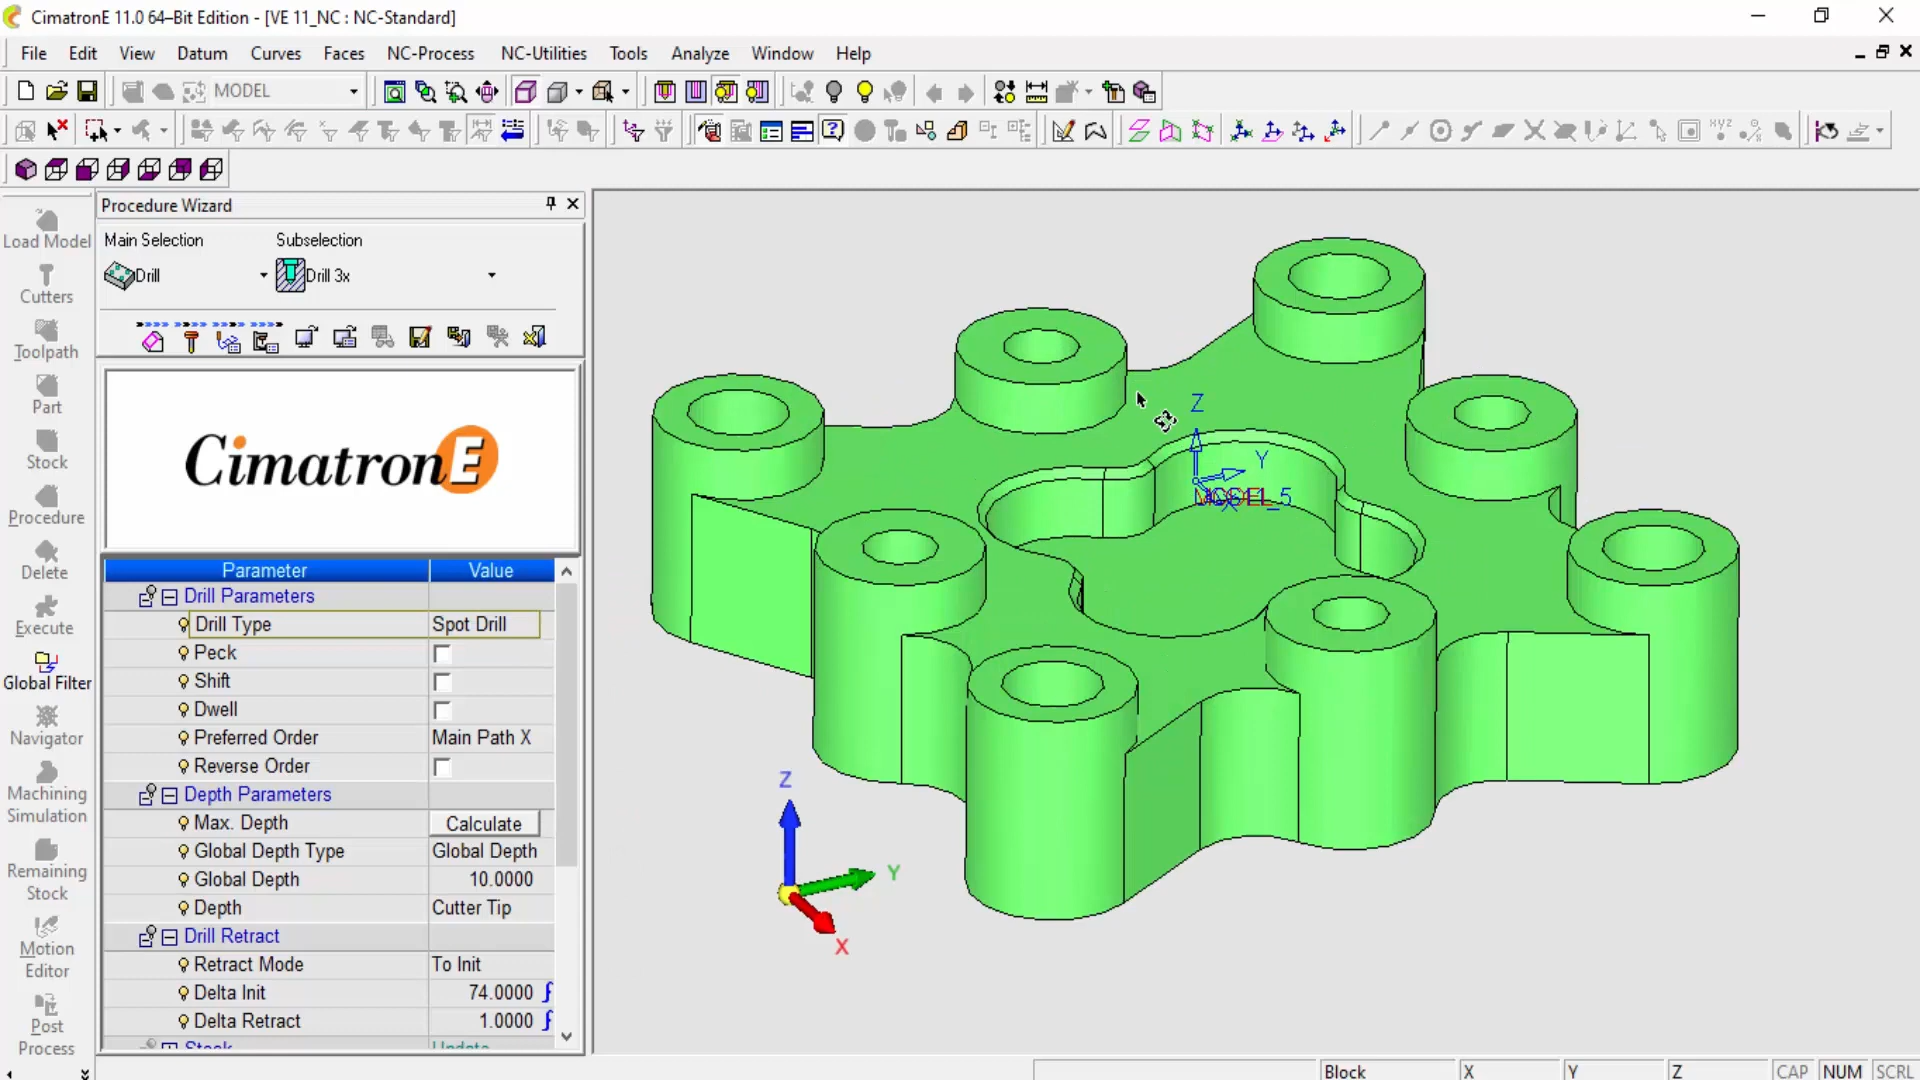 CimatronE 11.0 64–Bit Edition - [VE 11_NC : NC-Standard]
File Edit View Datum Curves Faces NC-Process NC-Utilities Tools Analyze Window Help
MODEL
Load Model
Cutters
Toolpath
Part
Stock
Procedure
Delete
Execute
Global Filter
Navigator
Machining
Simulation
Remaining
Stock
Motion
Editor
Post
Process
Procedure Wizard
Main Selection Subselection
Drill Drill 3x
CimatronE
Parameter Value
Drill Parameters
Drill Type Spot Drill
Peck
Shift
Dwell
Preferred Order Main Path X
Reverse Order
Depth Parameters
Max. Depth Calculate
Global Depth Type Global Depth
Global Depth 10.0000
Depth Cutter Tip
Drill Retract
Retract Mode To Init
Delta Init 74.0000 f
Delta Retract 1.0000 f
Stock Update
Z
Y
Z
Y
X
Block X Y Z CAP NUM SCRL